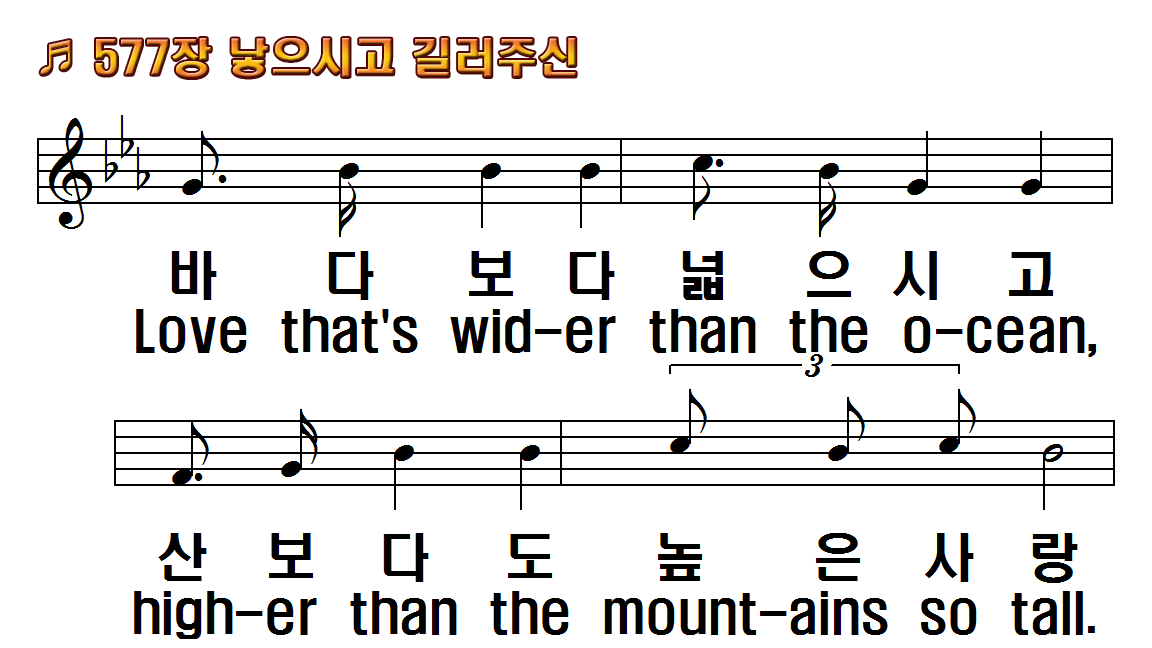 577장 낳으시고 길러주신
바 다 보 다 넓 으 시 고
Love that's wid-er than the o-cean,
3
산 보 다 도 높 은 사 랑
high-er than the mount-ains so tall.